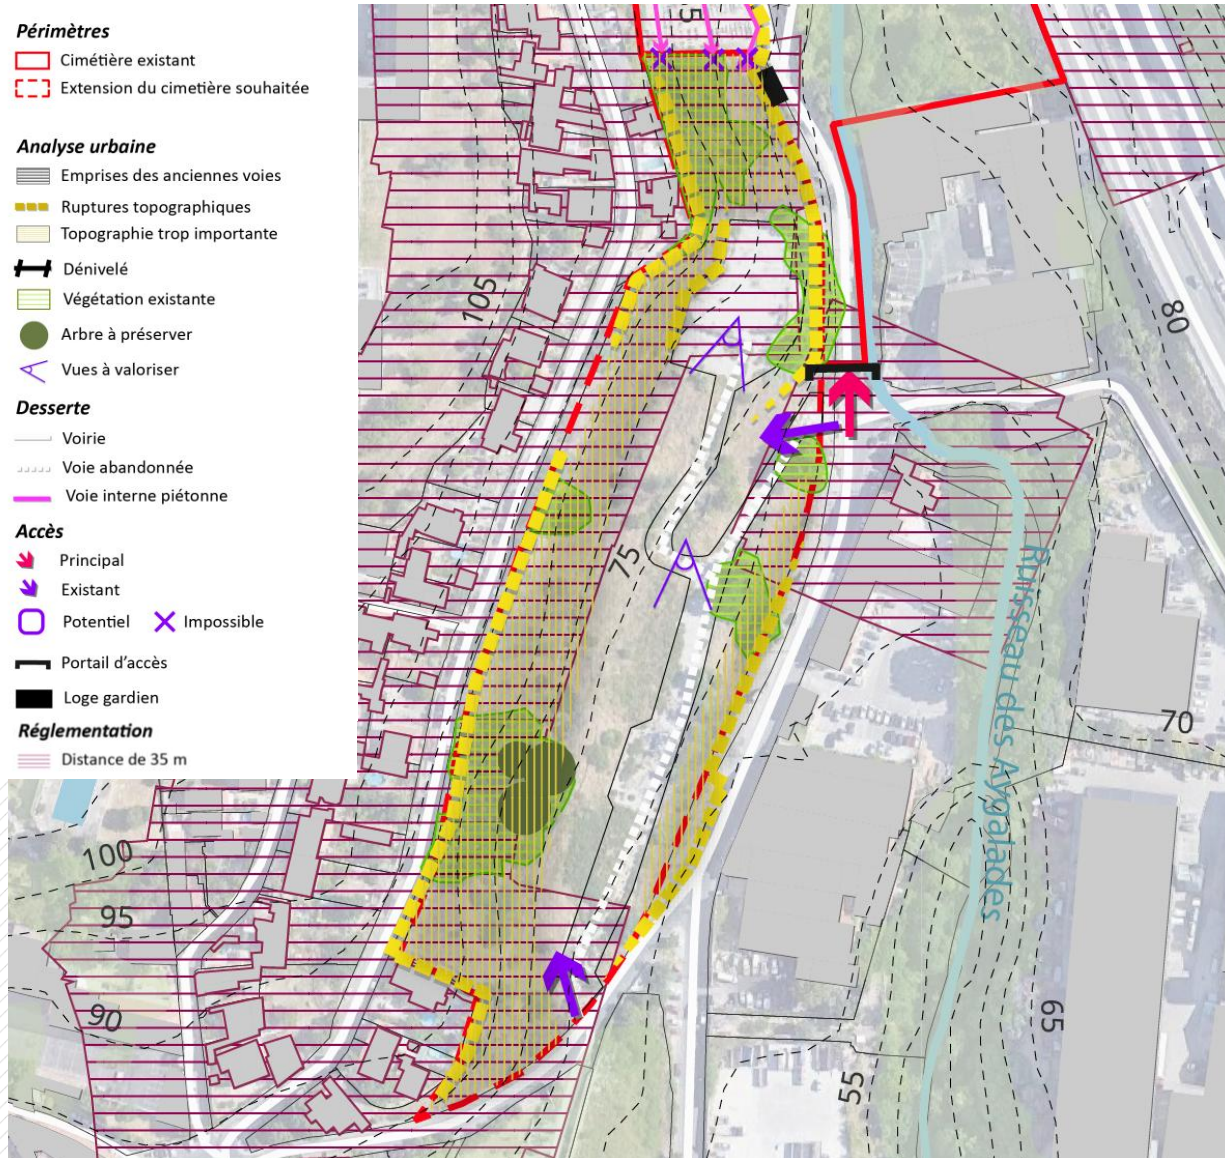 Périmètres
Cimétière existant
Extension du cimetière souhaitée
Analyse urbaine
Emprises des anciennes voies
Ruptures topographiques
Topographie trop importante
Dénivelé
Végétation existante
Arbre à préserver
Vues à valoriser
Desserte
Voirie
Voie abandonnée
Voie interne piétonne
Accès
Principal
Existant
Potentiel
Impossible
Portail d'accès
Loge gardien
Réglementation
Distance de 35 m
105
80
75
Ruisseau des Aygalades
70
100
95
90
65
55